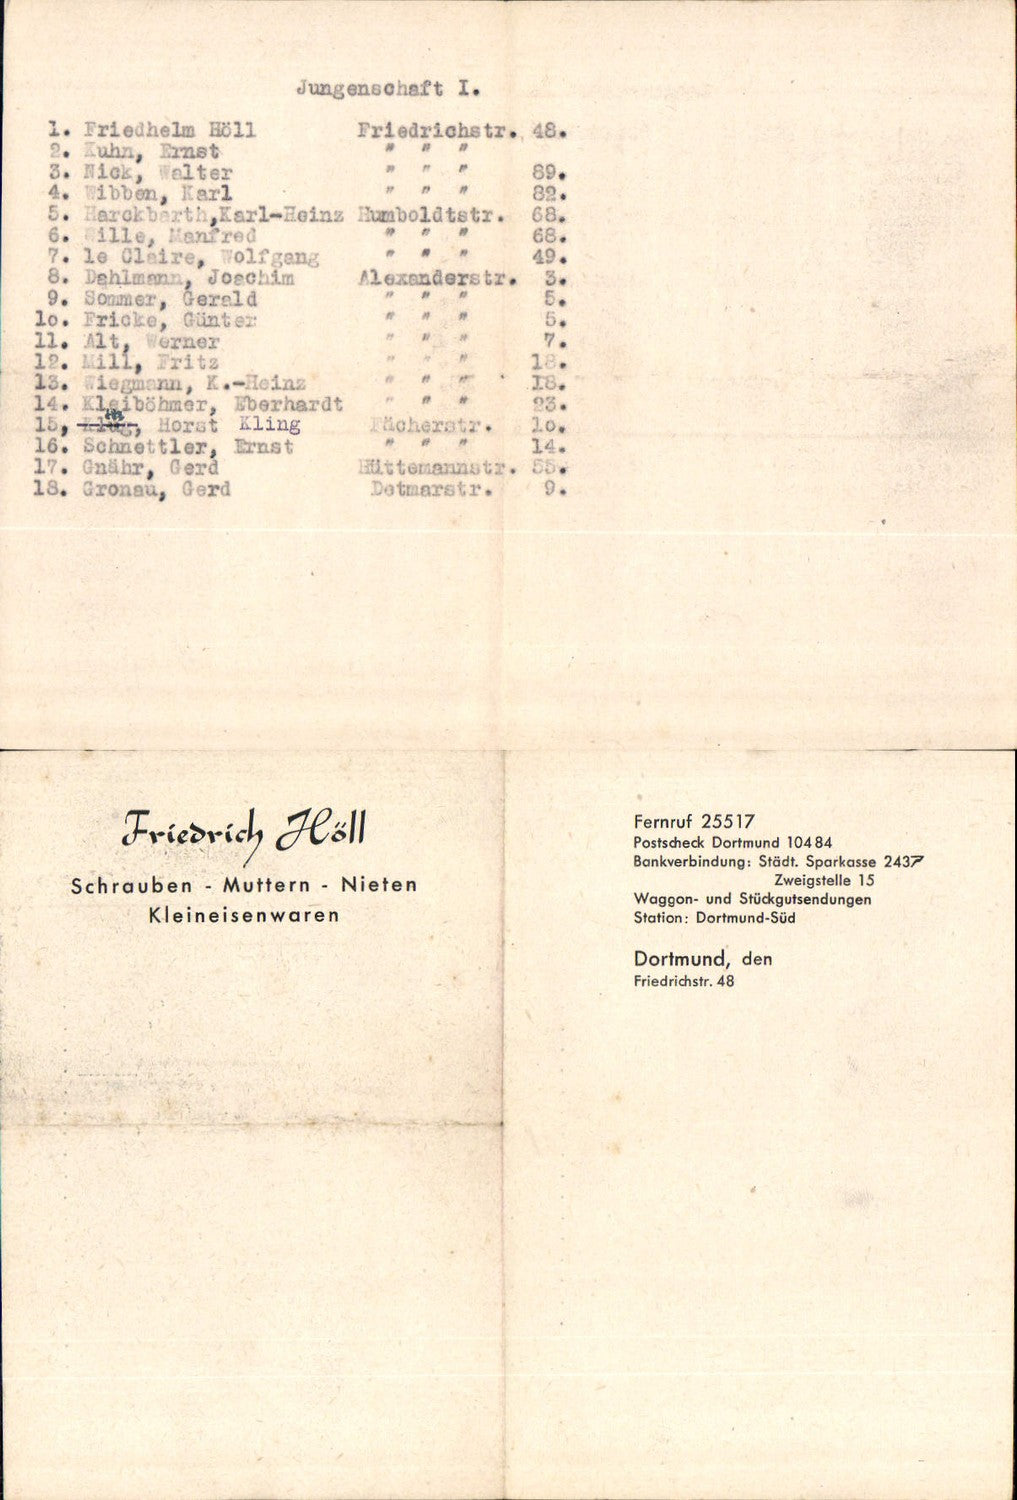 Jungenschaft I.
1. Friedhelm Höll Friedrichstr. 48.
2. Kuhn, Ernst " " "
3. Nick, Walter " " " 89.
4. Wibben, Karl " " " 82.
5. Harckbarth,Karl-Heinz Humboldtstr. 68.
6. Wille, Manfred " " " 68.
7. le Claire, Wolfgang " " " 49.
8. Dahlmann, Joachim Alexanderstr. 3.
9. Sommer, Gerald " " " 5.
1o. Fricke, Günter " " " 5.
11. Alt, Werner " " " 7.
12. Mill, Fritz " " " 18.
13. Wiegmann, K.-Heinz " " " 18.
14. Kleiböhmer, Eberhardt " " " 23.
15, Horst Kling Fächerstr. 1o.
16. Schnettler, Ernst " " " 14.
17. Gnähr, Gerd Hüttemannstr. 55.
18. Gronau, Gerd Detmarstr. 9.
Friedrich Höll
Schrauben - Muttern - Nieten
Kleineisenwaren
Fernruf 25517
Postscheck Dortmund 10484
Bankverbindung: Städt. Sparkasse 2437
Zweigstelle 15
Waggon- und Stückgutsendungen
Station: Dortmund-Süd
Dortmund, den
Friedrichstr. 48